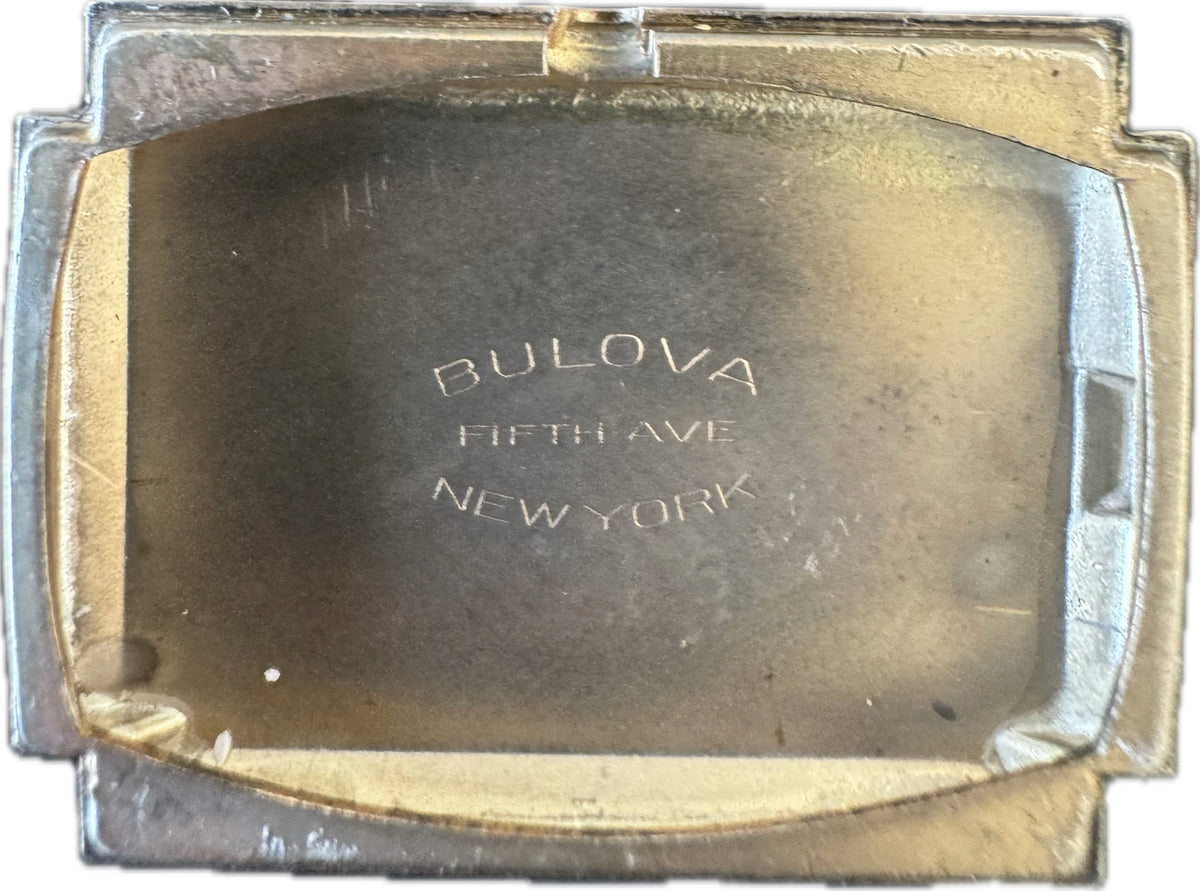 BULOVA
FIFTH AVE
NEW YORK